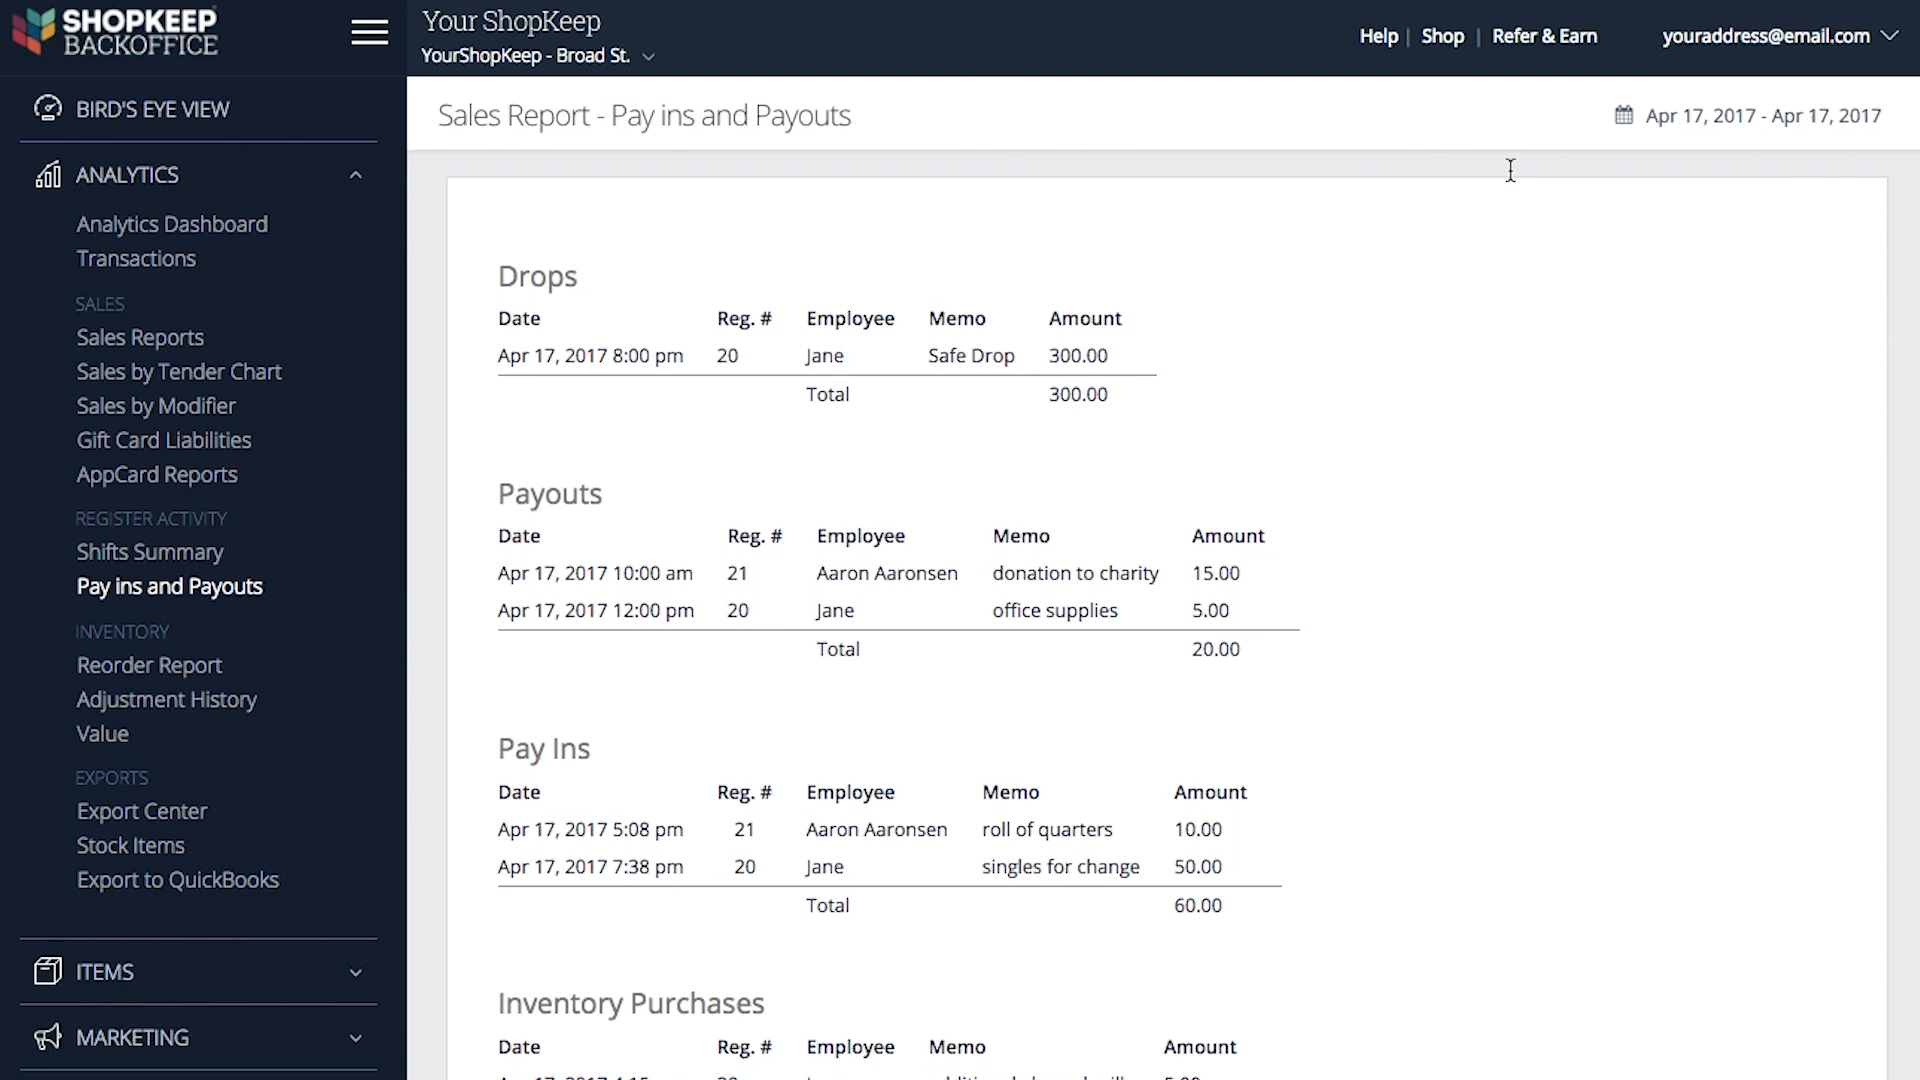 SHOPKEEP
BACKOFFICE
Your ShopKeep
YourShopKeep - Broad St.
Help | Shop | Refer & Earn
youraddress@email.com
BIRD'S EYE VIEW
ANALYTICS
Analytics Dashboard
Transactions
SALES
Sales Reports
Sales by Tender Chart
Sales by Modifier
Gift Card Liabilities
AppCard Reports
REGISTER ACTIVITY
Shifts Summary
Pay ins and Payouts
INVENTORY
Reorder Report
Adjustment History
Value
EXPORTS
Export Center
Stock Items
Export to QuickBooks
ITEMS
MARKETING
Sales Report - Pay ins and Payouts
Apr 17, 2017 - Apr 17, 2017
Drops
Date Reg. # Employee Memo Amount
Apr 17, 2017 8:00 pm 20 Jane Safe Drop 300.00
Total 300.00
Payouts
Date Reg. # Employee Memo Amount
Apr 17, 2017 10:00 am 21 Aaron Aaronsen donation to charity 15.00
Apr 17, 2017 12:00 pm 20 Jane office supplies 5.00
Total 20.00
Pay Ins
Date Reg. # Employee Memo Amount
Apr 17, 2017 5:08 pm 21 Aaron Aaronsen roll of quarters 10.00
Apr 17, 2017 7:38 pm 20 Jane singles for change 50.00
Total 60.00
Inventory Purchases
Date Reg. # Employee Memo Amount